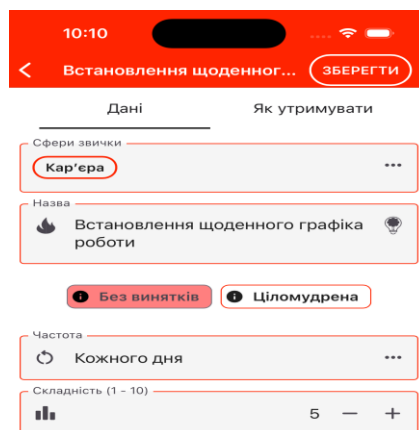 10:10
Встановлення щоденног... ЗБЕРЕГТИ
Дані Як утримувати
Сфери звички
Кар'єра
Назва
Встановлення щоденного графіка
роботи
Без винятків Ціломудрена
Частота
Кожного дня
Складність (1 - 10)
5